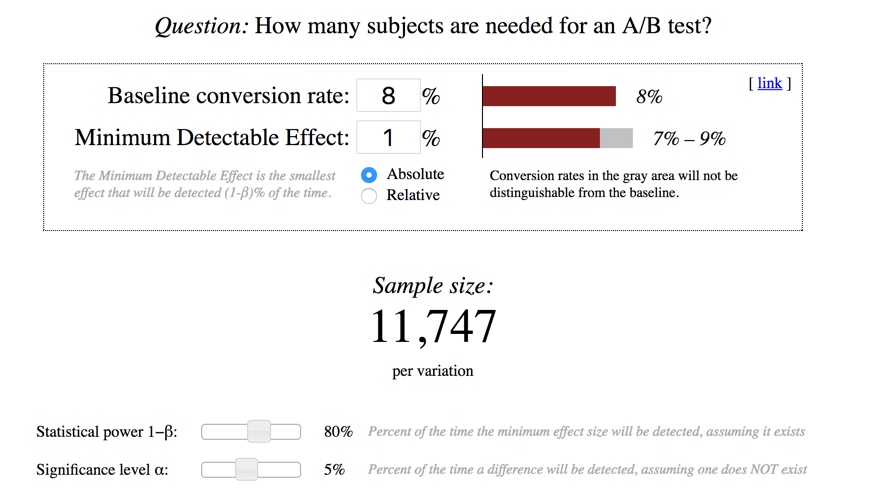 Question: How many subjects are needed for an A/B test?
[ link ]
Baseline conversion rate: 8 % 8%
Minimum Detectable Effect: 1 % 7% – 9%
The Minimum Detectable Effect is the smallest
effect that will be detected (1-β)% of the time.
Absolute
Relative
Conversion rates in the gray area will not be
distinguishable from the baseline.
Sample size:
11,747
per variation
Statistical power 1−β: 80% Percent of the time the minimum effect size will be detected, assuming it exists
Significance level α: 5% Percent of the time a difference will be detected, assuming one does NOT exist